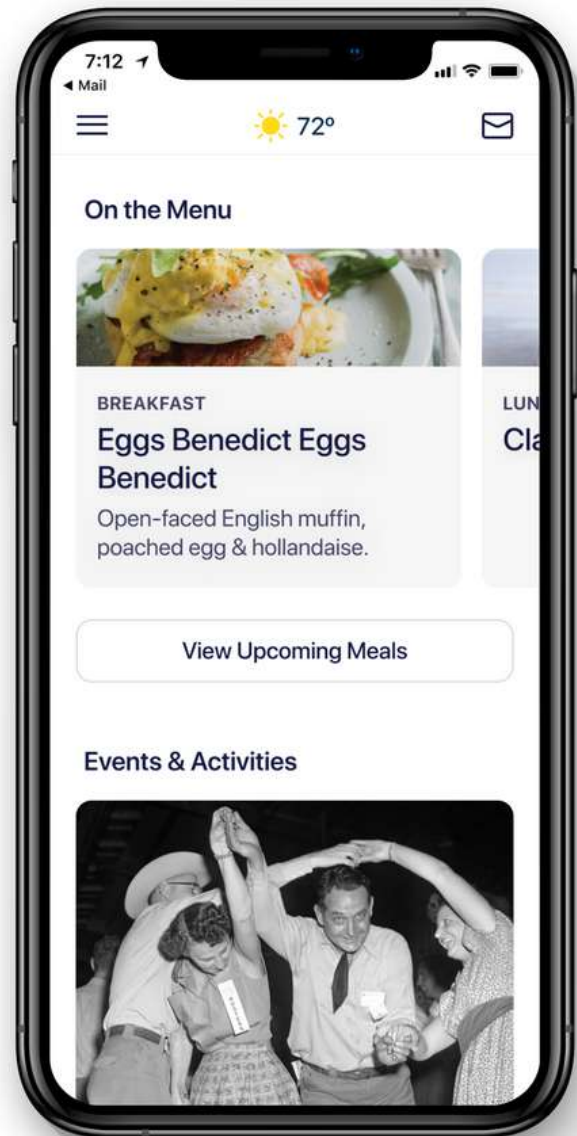 7:12
Mail
72°
On the Menu
BREAKFAST
Eggs Benedict Eggs
Benedict
Open-faced English muffin,
poached egg & hollandaise.
LUN
Cla
View Upcoming Meals
Events & Activities